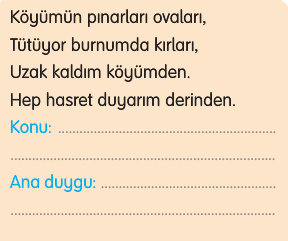 Köyümün pınarları ovaları,
Tütüyor burnumda kırları,
Uzak kaldım köyümden.
Hep hasret duyarım derinden.
Konu: ................................................................
................................................................................
Ana duygu: ....................................................
................................................................................